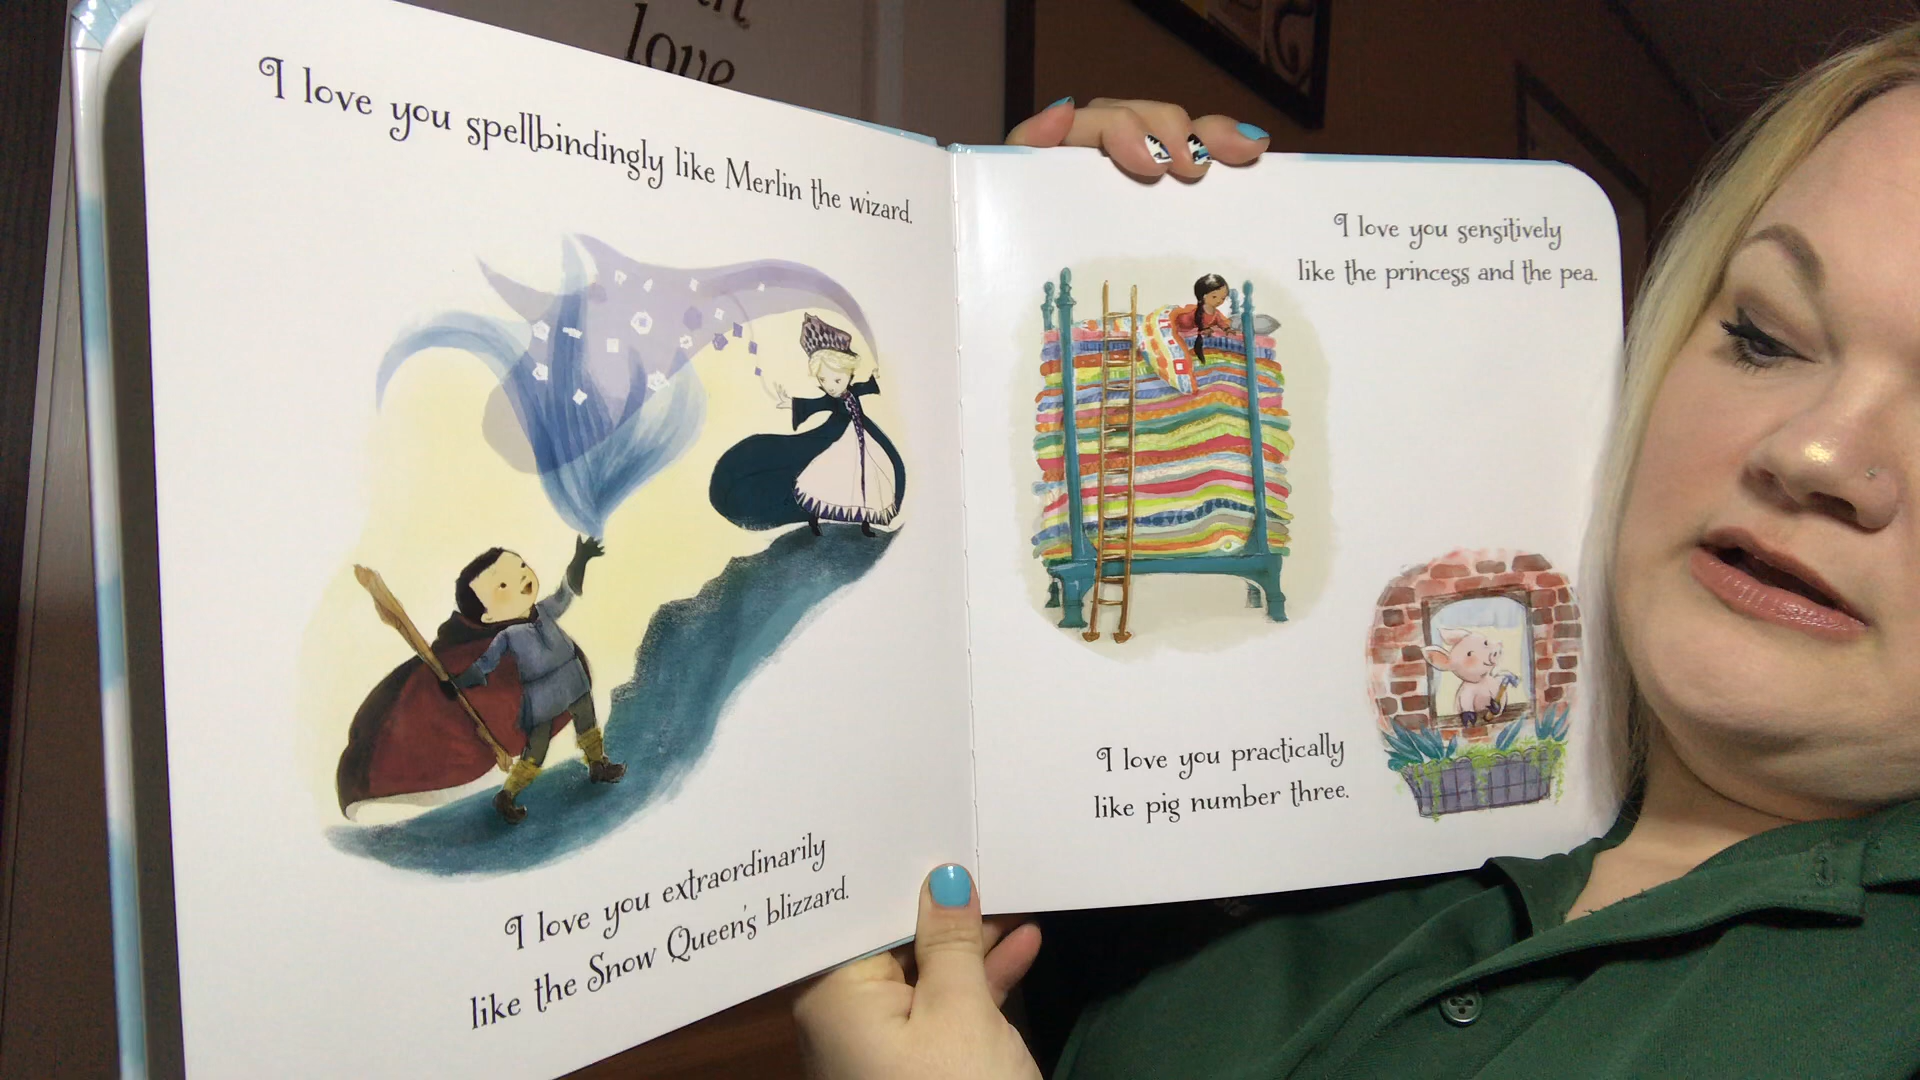 love
I love you spellbindingly like Merlin the wizard.
I love you extraordinarily
like the Snow Queen's blizzard.
I love you sensitively
like the princess and the pea.
I love you practically
like pig number three.